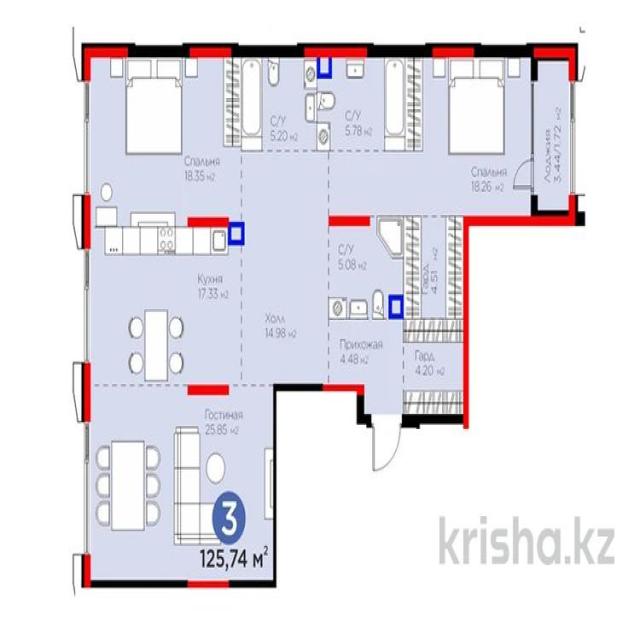 С/У
5.20 м2
С/У
5.78 м2
Лоджия
3.44/1.72 м2
Спальня
18.35 м2
Спальня
18.26 м2
С/У
5.08 м2
Гард.
4.51 м2
Кухня
17.33 м2
Холл
14.98 м2
Прихожая
4.48 м2
Гард
4.20 м2
Гостиная
25.85 м2
3
125,74 м2
krisha.kz